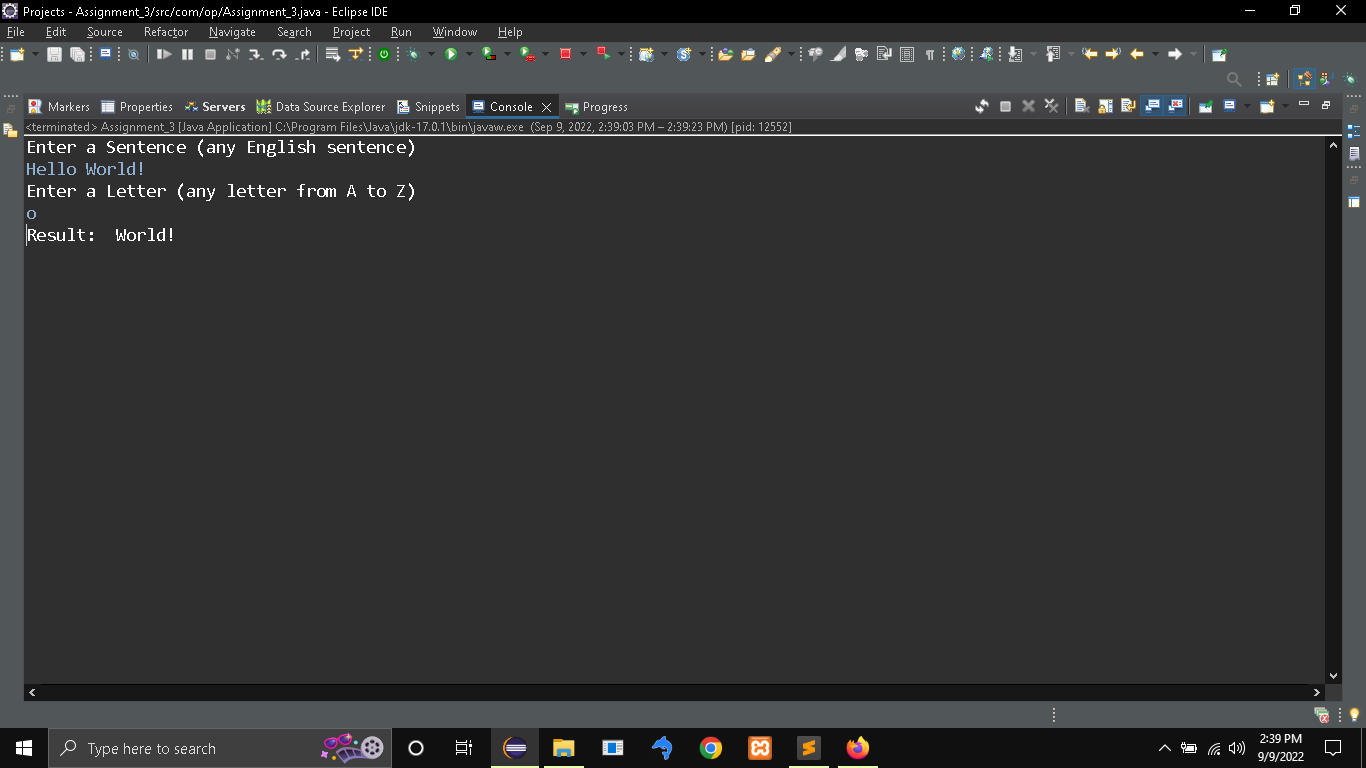 Projects - Assignment_3/src/com/op/Assignment_3.java - Eclipse IDE
File Edit Source Refactor Navigate Search Project Run Window Help
Markers Properties Servers Data Source Explorer Snippets Console Progress
<terminated> Assignment_3 [Java Application] C:\Program Files\Java\jdk-17.0.1\bin\javaw.exe (Sep 9, 2022, 2:39:03 PM – 2:39:23 PM) [pid: 12552]
Enter a Sentence (any English sentence)
Hello World!
Enter a Letter (any letter from A to Z)
o
Result:  World!
Type here to search
2:39 PM
9/9/2022